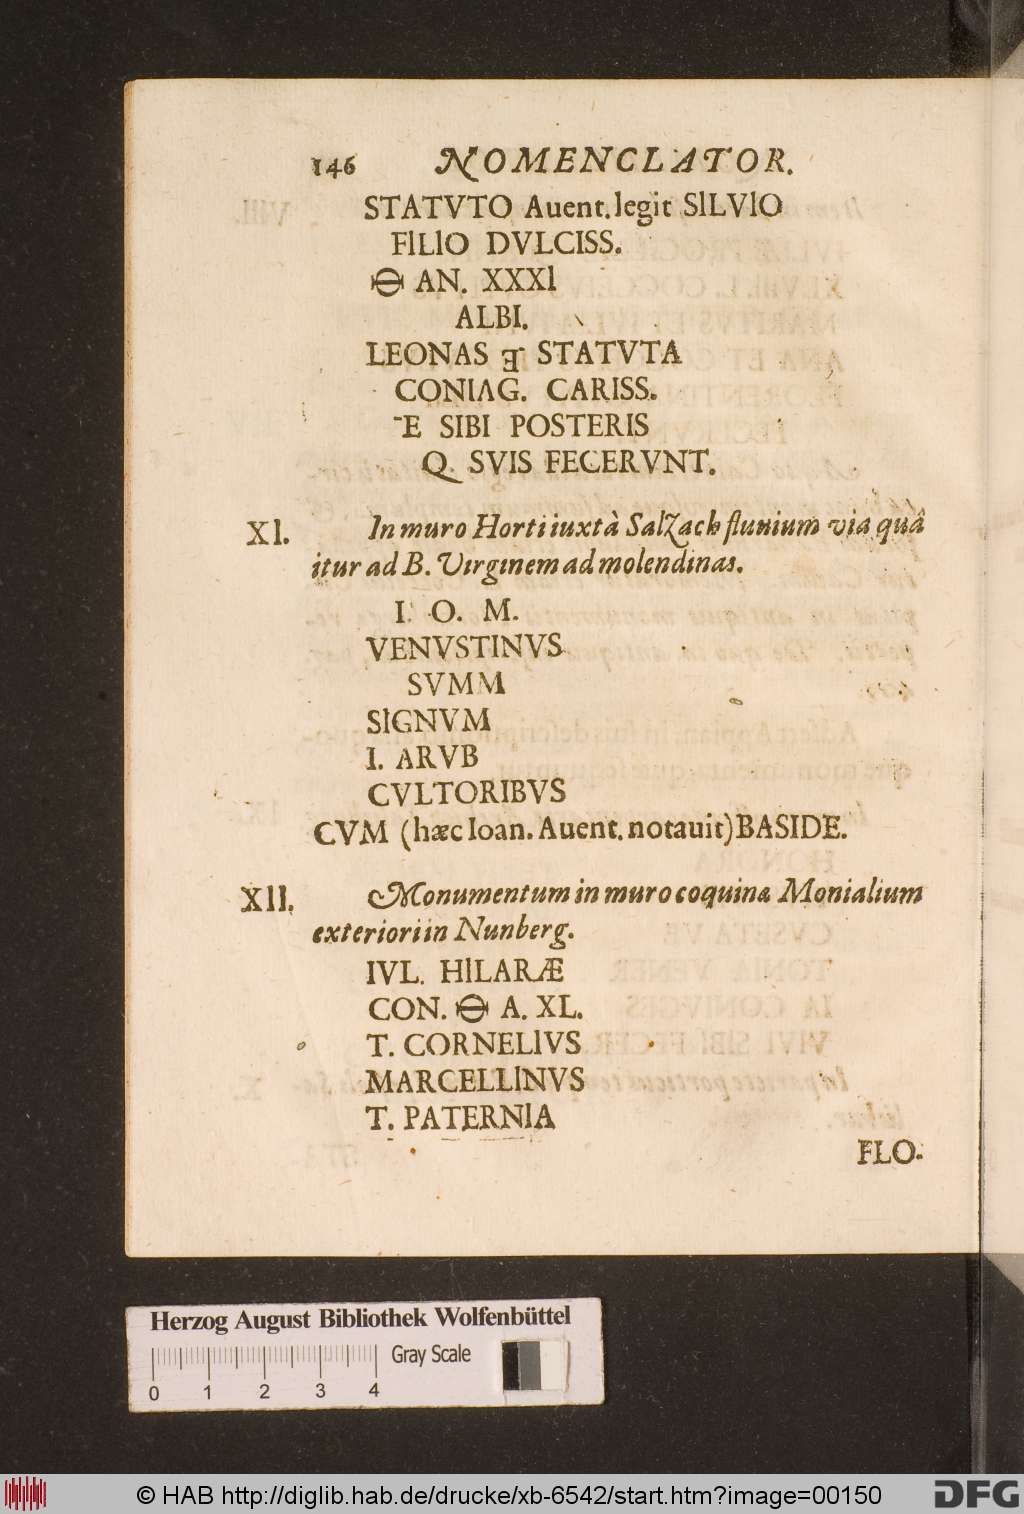 146 NOMENCLATOR.
STATVTO Auent. legit SILVIO
FILIO DVLCISS.
Ꝋ AN. XXXI
ALBI.
LEONAS Ǝ STATVTA
CONIAG. CARISS.
E SIBI POSTERIS
Q. SVIS FECERVNT.
XI. In muro Horti iuxtà Salzach fluuium via quâ
itur ad B. Virginem ad molendinas.
I. O. M.
VENVSTINVS
SVMM
SIGNVM
I. ARVB
CVLTORIBVS
CVM (hæc Ioan. Auent. notauit) BASIDE.
XII. Monumentum in muro coquinæ Monialium
exteriori in Nunberg.
IVL. HILARÆ
CON. Ꝋ A. XL.
T. CORNELIVS
MARCELLINVS
T. PATERNIA
FLO-
Herzog August Bibliothek Wolfenbüttel
Gray Scale
0 1 2 3 4
© HAB http://diglib.hab.de/drucke/xb-6542/start.htm?image=00150
DFG